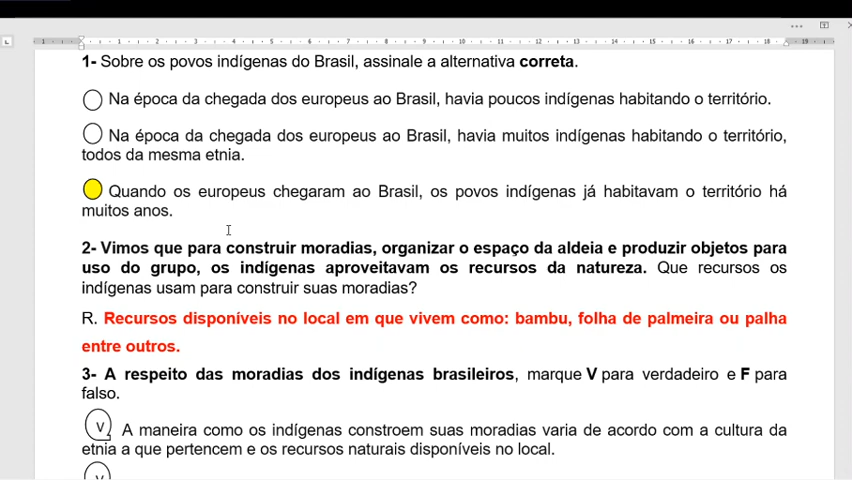 1- Sobre os povos indígenas do Brasil, assinale a alternativa correta.
Na época da chegada dos europeus ao Brasil, havia poucos indígenas habitando o território.
Na época da chegada dos europeus ao Brasil, havia muitos indígenas habitando o território,
todos da mesma etnia.
Quando os europeus chegaram ao Brasil, os povos indígenas já habitavam o território há
muitos anos.
2- Vimos que para construir moradias, organizar o espaço da aldeia e produzir objetos para
uso do grupo, os indígenas aproveitavam os recursos da natureza. Que recursos os
indígenas usam para construir suas moradias?
R. Recursos disponíveis no local em que vivem como: bambu, folha de palmeira ou palha
entre outros.
3- A respeito das moradias dos indígenas brasileiros, marque V para verdadeiro e F para
falso.
V A maneira como os indígenas constroem suas moradias varia de acordo com a cultura da
etnia a que pertencem e os recursos naturais disponíveis no local.